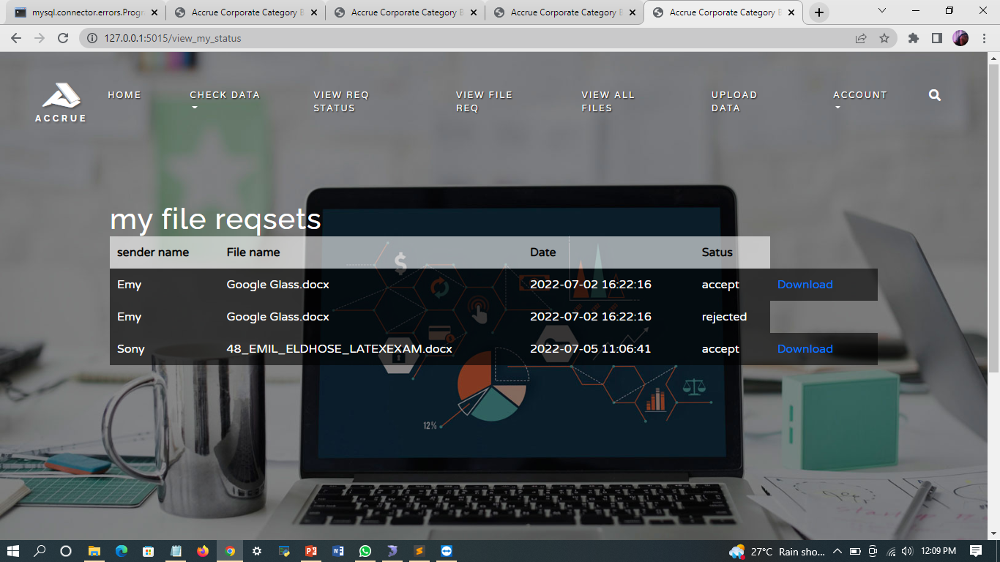 mysql.connector.errors.Progr
Accrue Corporate Category B
Accrue Corporate Category B
Accrue Corporate Category B
Accrue Corporate Category B
127.0.0.1:5015/view_my_status
ACCRUE
HOME
CHECK DATA
VIEW REQ
STATUS
VIEW FILE
REQ
VIEW ALL
FILES
UPLOAD
DATA
ACCOUNT
my file reqsets
sender name File name Date Satus
Emy Google Glass.docx 2022-07-02 16:22:16 accept Download
Emy Google Glass.docx 2022-07-02 16:22:16 rejected
Sony 48_EMIL_ELDHOSE_LATEXEXAM.docx 2022-07-05 11:06:41 accept Download
$
12%
27°C Rain sho... 12:09 PM